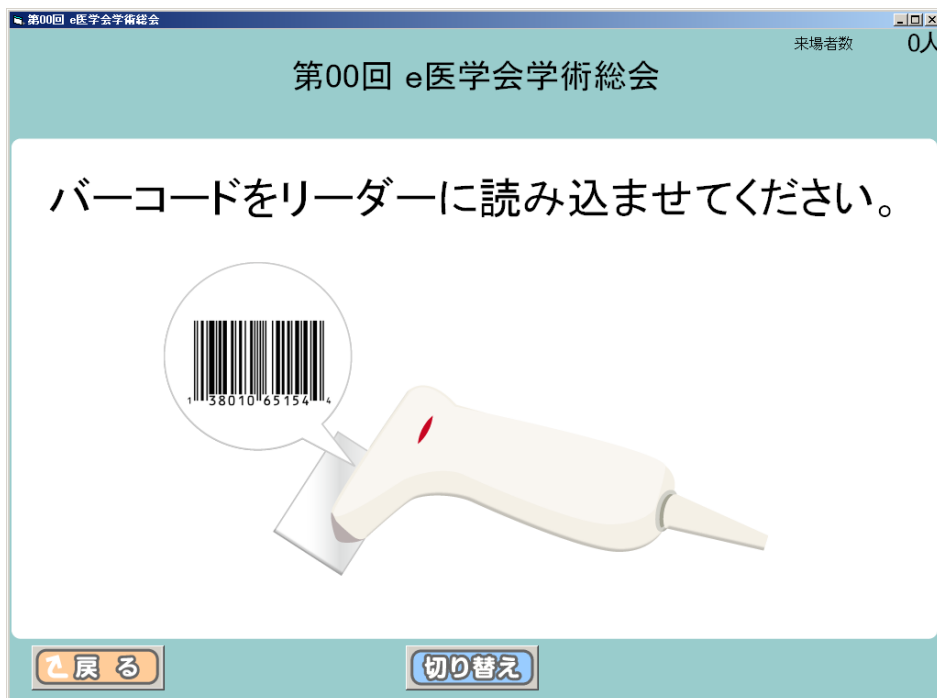 第00回 e医学会学術総会
来場者数 0人
第00回 e医学会学術総会
バーコードをリーダーに読み込ませてください。
1 38010 65154 4
戻る
切り替え